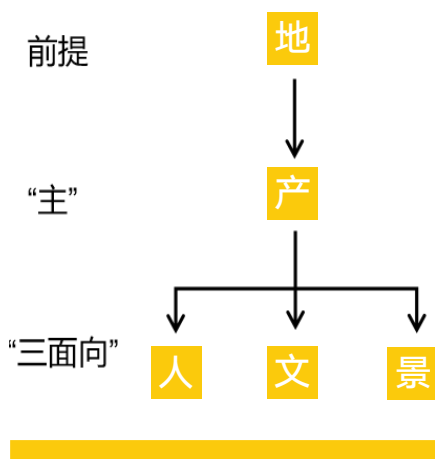 前提 地
“主” 产
“三面向” 人 文 景